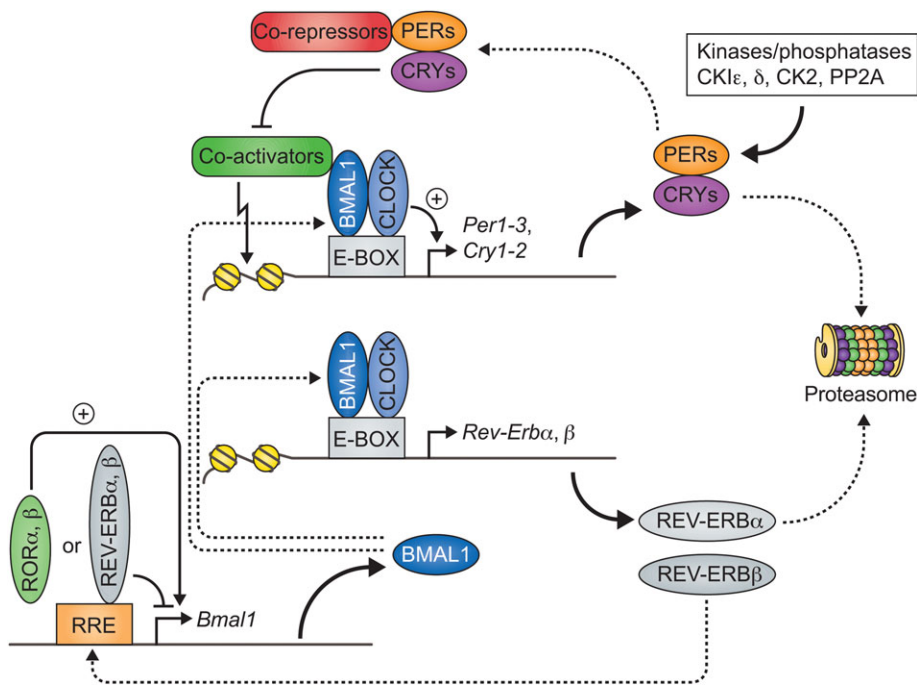 Co-repressors
PERs
CRYs
Kinases/phosphatases
CKIε, δ, CK2, PP2A
PERs
CRYs
Co-activators
BMAL1
CLOCK
+
Per1-3,
Cry1-2
E-BOX
Proteasome
BMAL1
CLOCK
E-BOX
Rev-Erbα, β
+
RORα, β
or
REV-ERBα, β
BMAL1
REV-ERBα
REV-ERBβ
RRE
Bmal1